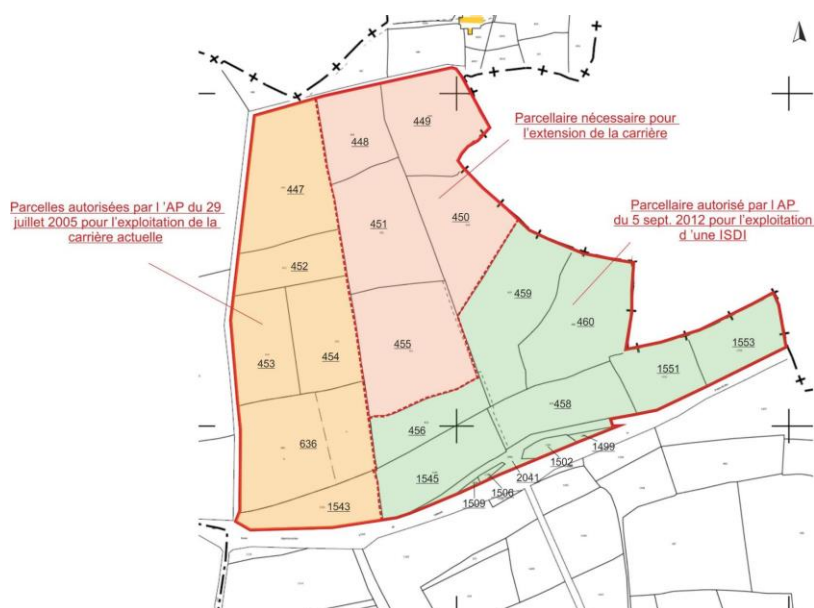 449
448
Parcellaire nécessaire pour
l'extension de la carrière
447
Parcelles autorisées par l 'AP du 29
juillet 2005 pour l'exploitation de la
carrière actuelle
451
450
Parcellaire autorisé par l AP
du 5 sept. 2012 pour l'exploitation
d 'une ISDI
452
459
460
455
453
454
1553
1551
458
456
636
1499
1502
1545
2041
1506
1509
1543